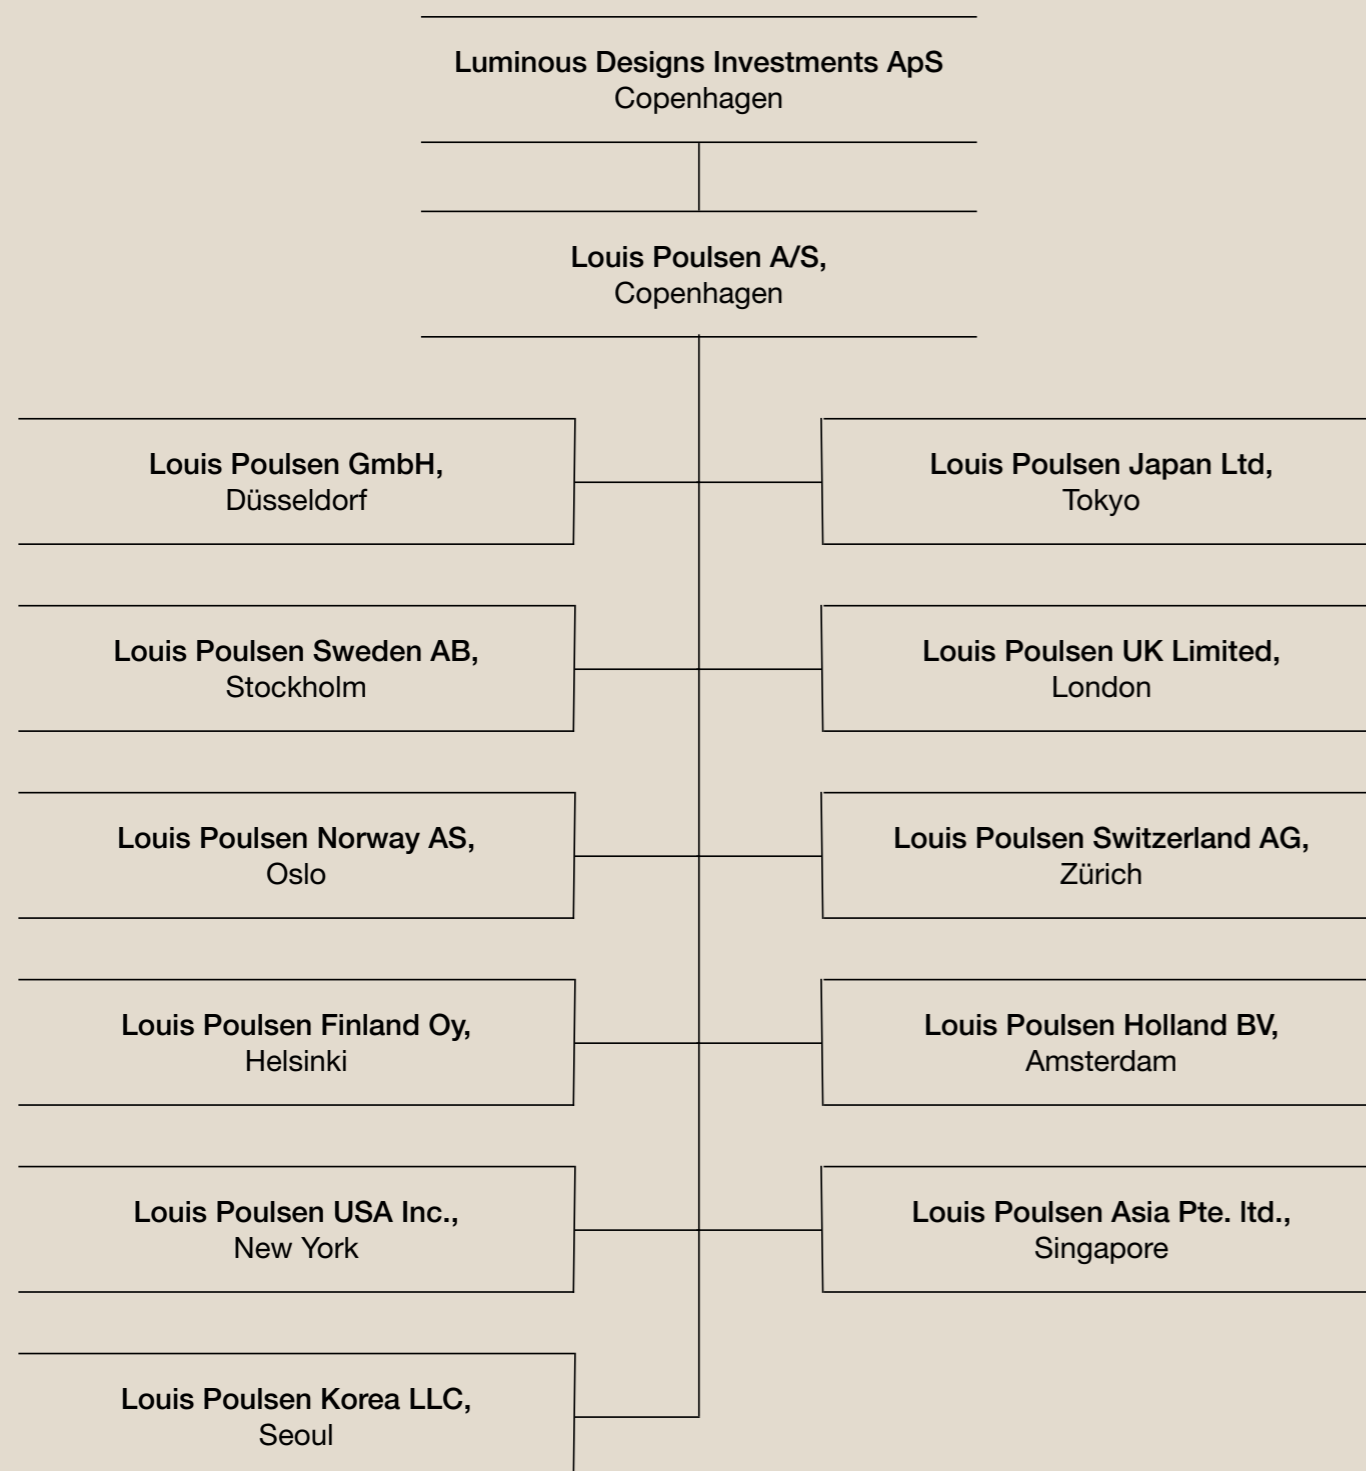 Luminous Designs Investments ApS
Copenhagen
Louis Poulsen A/S,
Copenhagen
Louis Poulsen GmbH,
Düsseldorf
Louis Poulsen Japan Ltd,
Tokyo
Louis Poulsen Sweden AB,
Stockholm
Louis Poulsen UK Limited,
London
Louis Poulsen Norway AS,
Oslo
Louis Poulsen Switzerland AG,
Zürich
Louis Poulsen Finland Oy,
Helsinki
Louis Poulsen Holland BV,
Amsterdam
Louis Poulsen USA Inc.,
New York
Louis Poulsen Asia Pte. ltd.,
Singapore
Louis Poulsen Korea LLC,
Seoul